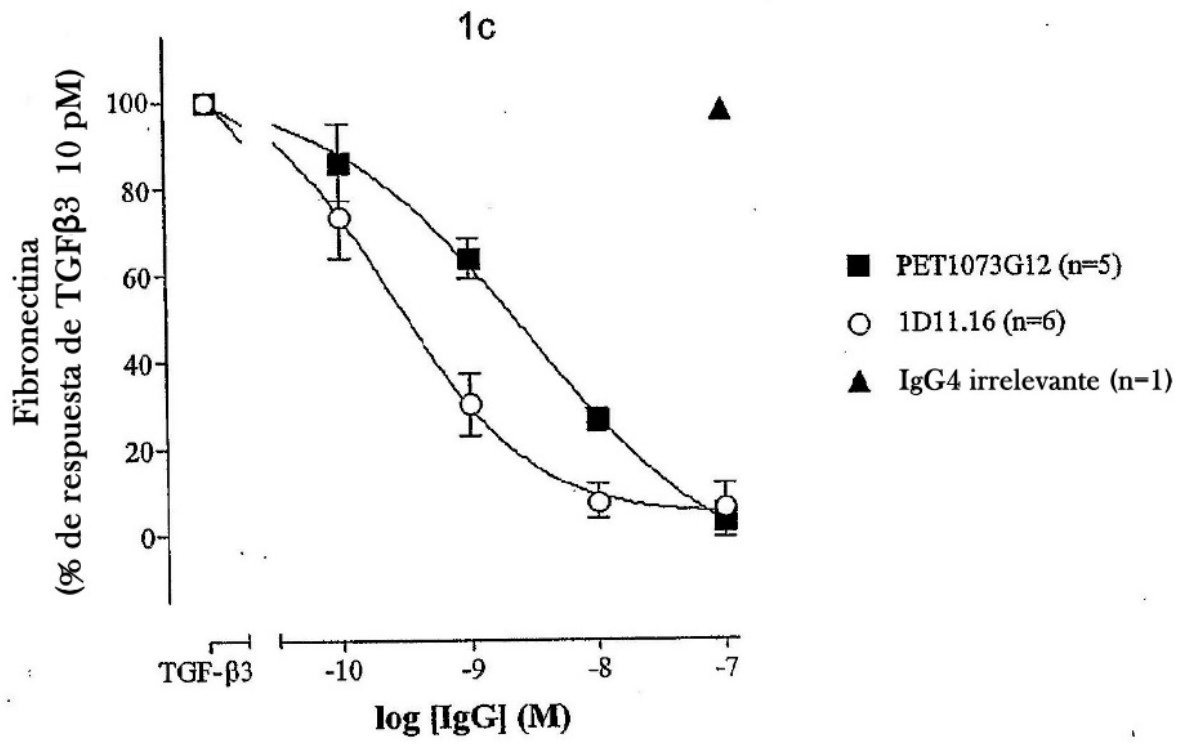 1c
Fibronectina
(% de respuesta de TGFβ3 10 pM)
100
80
60
40
20
0
TGF-β3
-10
-9
-8
-7
log [IgG] (M)
PET1073G12 (n=5)
1D11.16 (n=6)
IgG4 irrelevante (n=1)